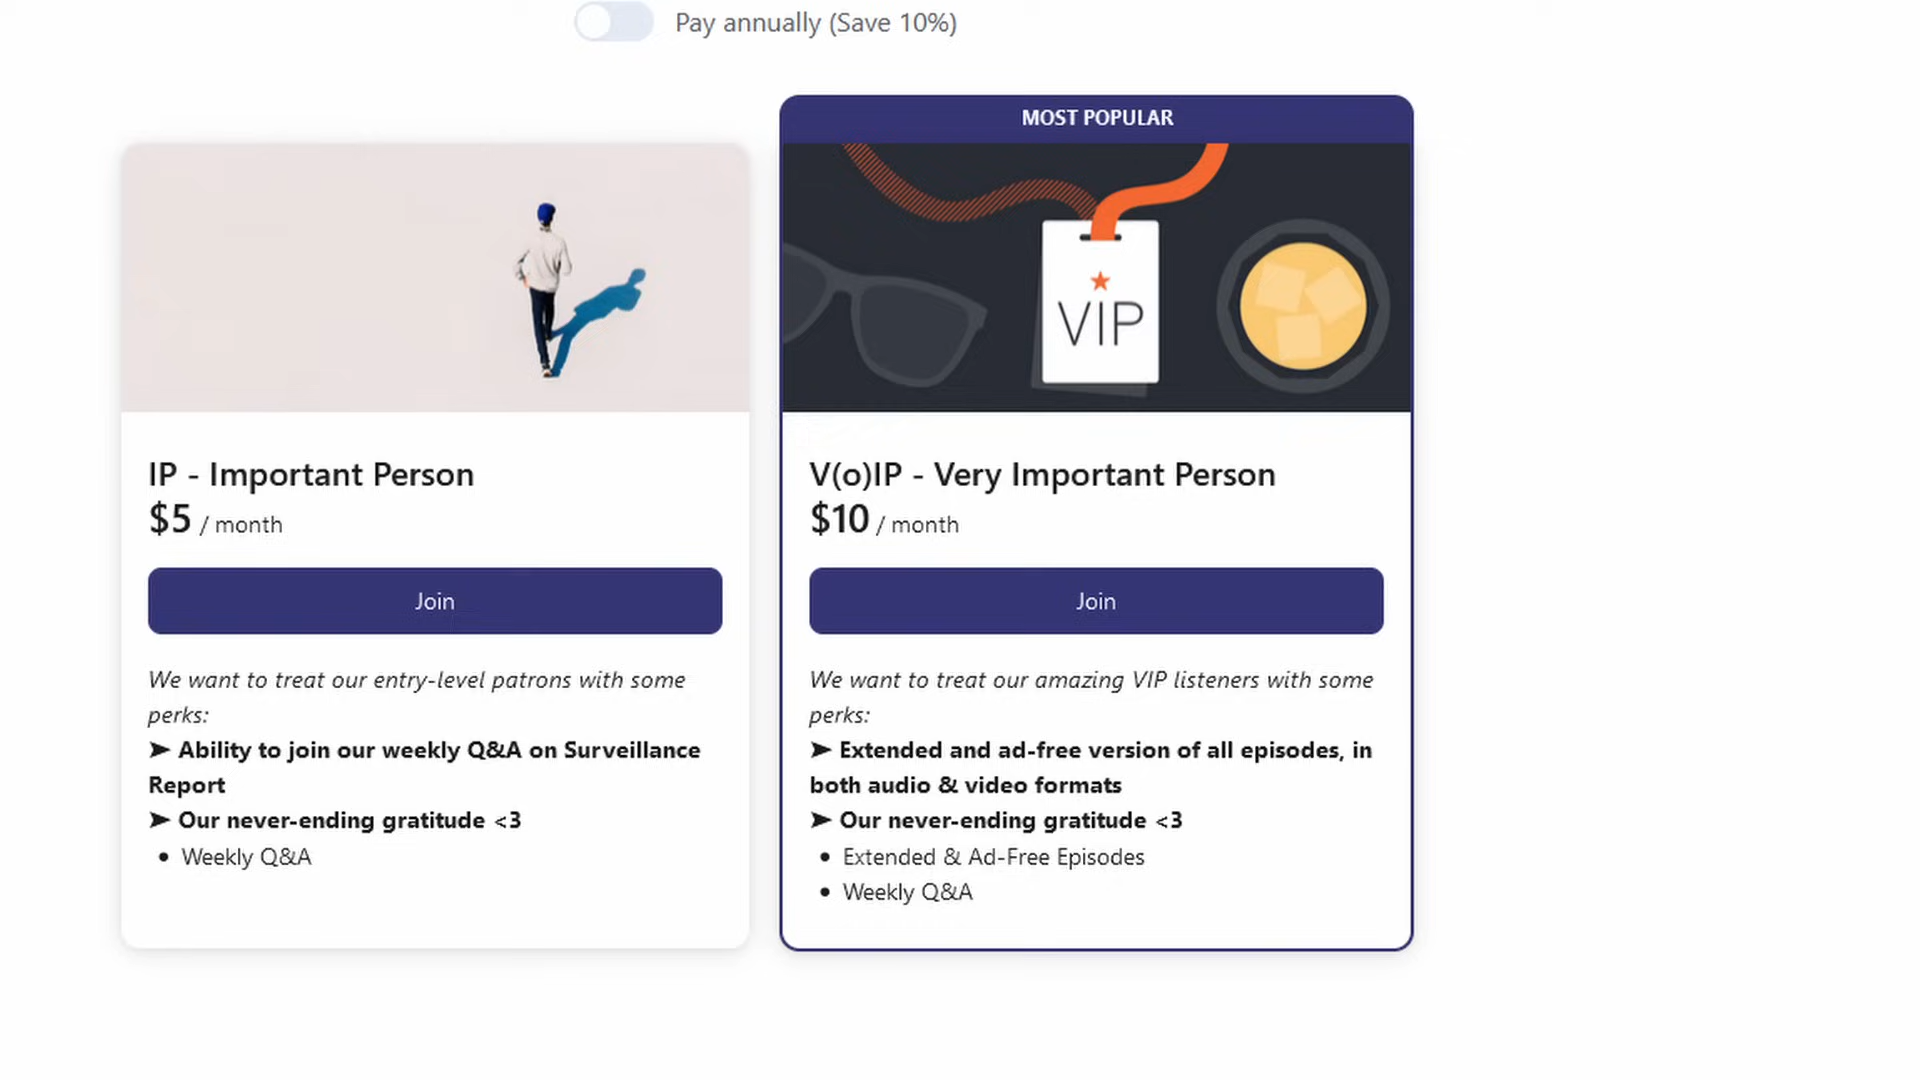 Pay annually (Save 10%)
IP - Important Person
$5 / month
Join
We want to treat our entry-level patrons with some
perks:
➤ Ability to join our weekly Q&A on Surveillance
Report
➤ Our never-ending gratitude <3
• Weekly Q&A
MOST POPULAR
VIP
V(o)IP - Very Important Person
$10 / month
Join
We want to treat our amazing VIP listeners with some
perks:
➤ Extended and ad-free version of all episodes, in
both audio & video formats
➤ Our never-ending gratitude <3
• Extended & Ad-Free Episodes
• Weekly Q&A